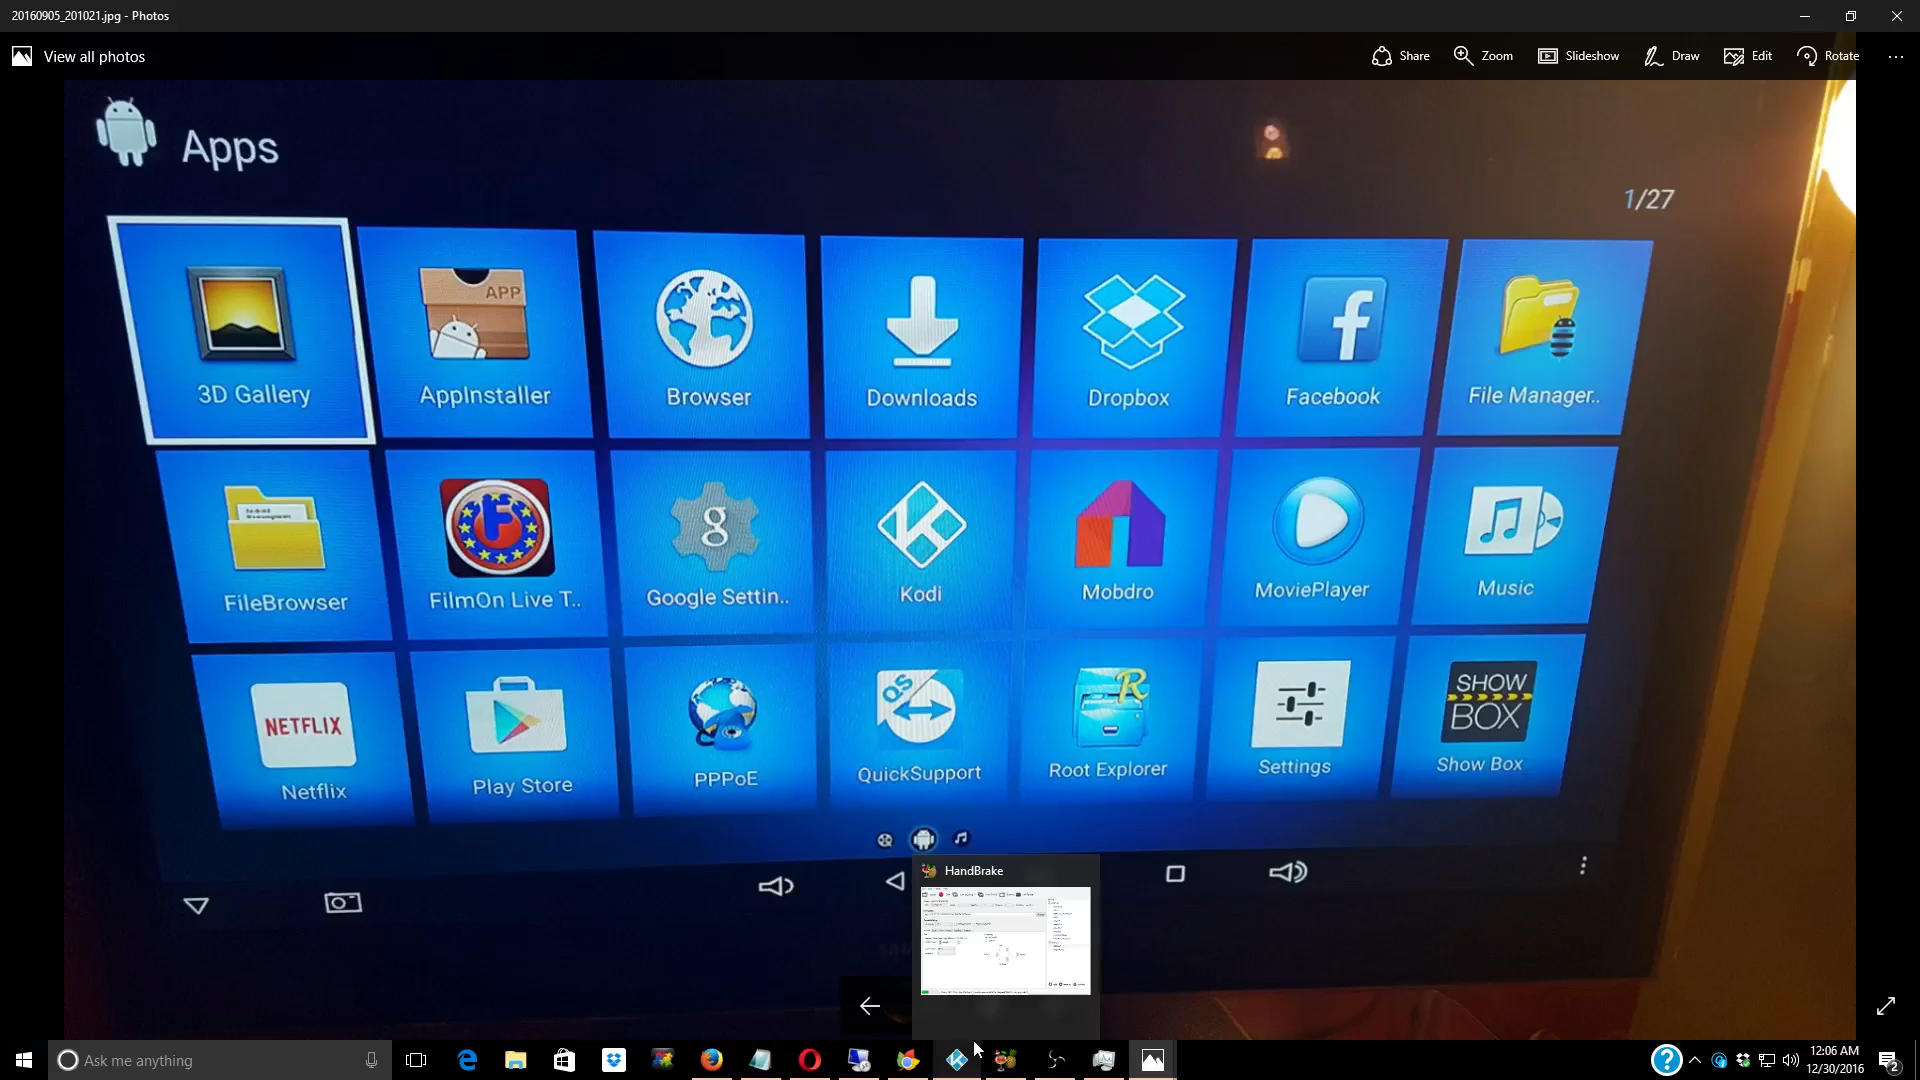 20160905_201021.jpg - Photos
View all photos
Share
Zoom
Slideshow
Draw
Edit
Rotate
Apps
1/27
APP
3D Gallery
AppInstaller
Browser
Downloads
Dropbox
Facebook
File Manager..
FileBrowser
FilmOn Live T..
Google Settin..
Kodi
Mobdro
MoviePlayer
Music
NETFLIX
QS
R
SHOW
BOX
Netflix
Play Store
PPPoE
QuickSupport
Root Explorer
Settings
Show Box
HandBrake
Ask me anything
12:06 AM
12/30/2016
2